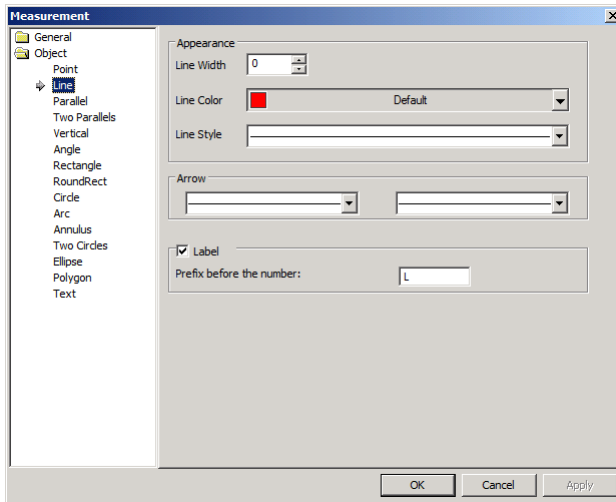 Measurement
General
Object
Point
Line
Parallel
Two Parallels
Vertical
Angle
Rectangle
RoundRect
Circle
Arc
Annulus
Two Circles
Ellipse
Polygon
Text
Appearance
Line Width 0
Line Color Default
Line Style
Arrow
Label
Prefix before the number: L
OK Cancel Apply